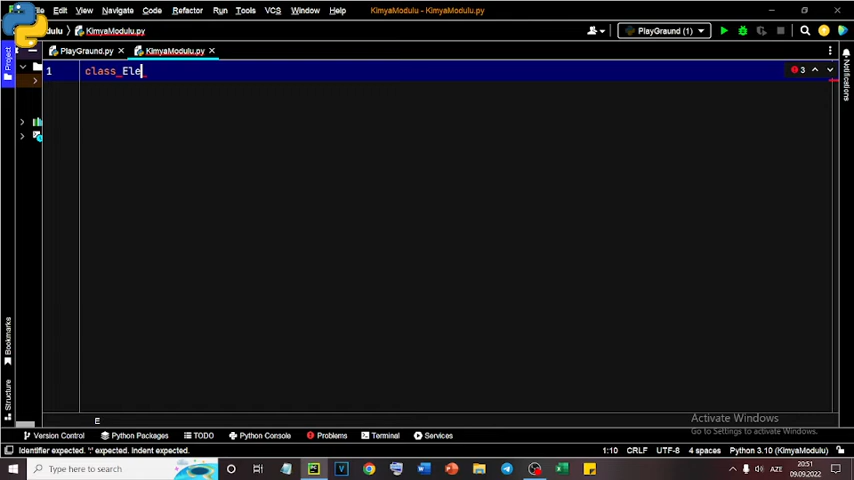 File Edit View Navigate Code Refactor Run Tools VCS Window Help KimyaModulu - KimyaModulu.py
KimyaModulu.py PlayGraund (1)
PlayGraund.py KimyaModulu.py
Project
Notifications
1 class Ele 3
Bookmarks
Structure
E
Activate Windows
Go to Settings to activate Windows.
Version Control Python Packages TODO Python Console Problems Terminal Services
Identifier expected. ':' expected. Indent expected. 1:10 CRLF UTF-8 4 spaces Python 3.10 (KimyaModulu)
Type here to search AZE 20:51
09.09.2022